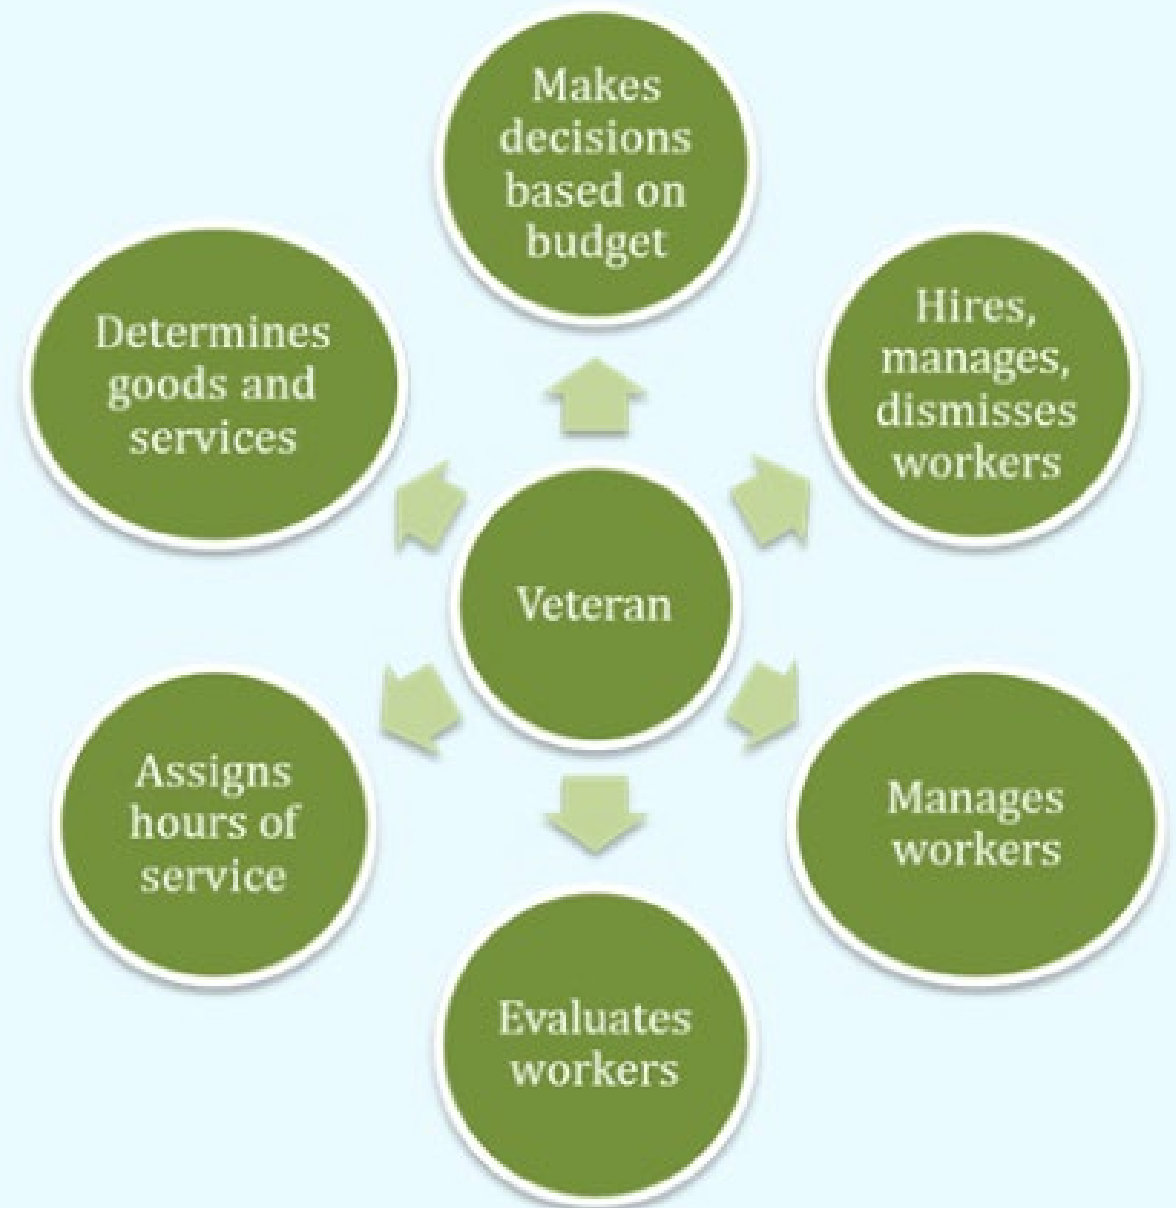 Makes
decisions
based on
budget
Hires,
manages,
dismisses
workers
Manages
workers
Evaluates
workers
Assigns
hours of
service
Determines
goods and
services
Veteran